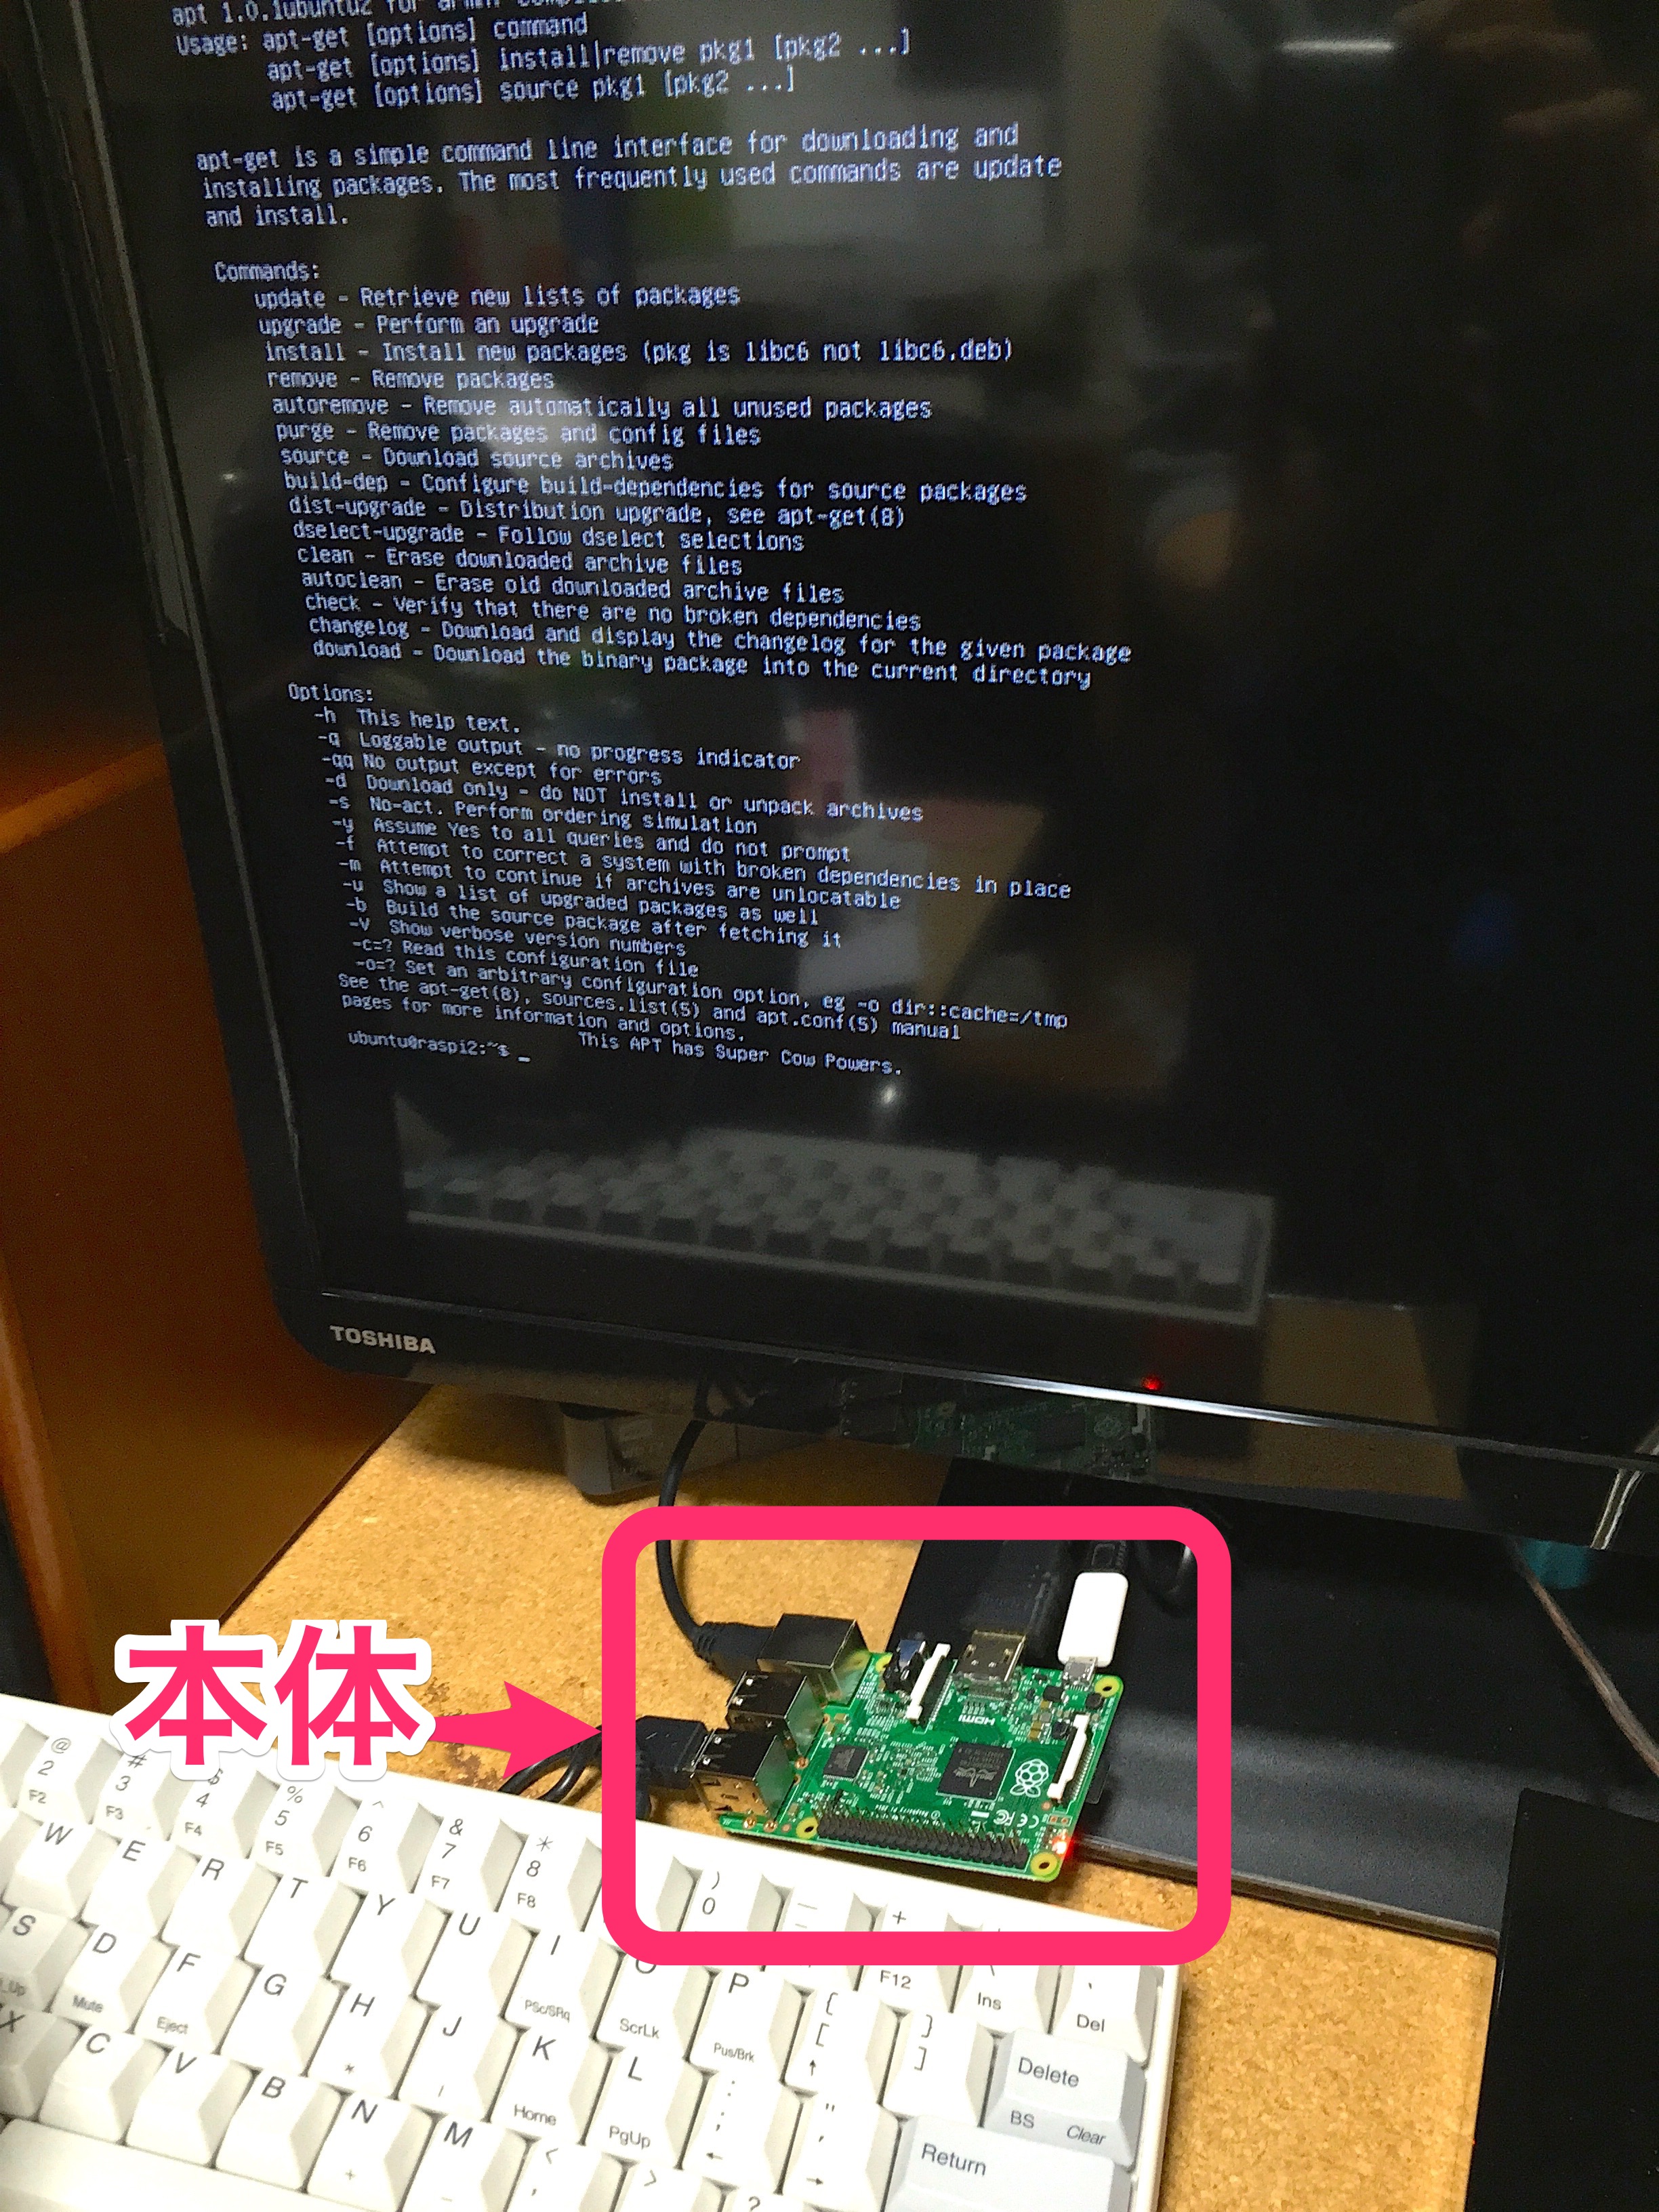 apt 1.0.1ubuntu2 for
Usage: apt-get [options] command
apt-get [options] install|remove pkg1 [pkg2 ...]
apt-get [options] source pkg1 [pkg2 ...]
apt-get is a simple command line interface for downloading and
installing packages. The most frequently used commands are update
and install.
Commands:
update - Retrieve new lists of packages
upgrade - Perform an upgrade
install - Install new packages (pkg is libc6 not libc6.deb)
remove - Remove packages
autoremove - Remove automatically all unused packages
purge - Remove packages and config files
source - Download source archives
build-dep - Configure build-dependencies for source packages
dist-upgrade - Distribution upgrade, see apt-get(8)
dselect-upgrade - Follow dselect selections
clean - Erase downloaded archive files
autoclean - Erase old downloaded archive files
check - Verify that there are no broken dependencies
changelog - Download and display the changelog for the given package
download - Download the binary package into the current directory
Options:
-h This help text.
-q Loggable output - no progress indicator
-qq No output except for errors
-d Download only - do NOT install or unpack archives
-s No-act. Perform ordering simulation
-y Assume Yes to all queries and do not prompt
-f Attempt to correct a system with broken dependencies in place
-m Attempt to continue if archives are unlocatable
-u Show a list of upgraded packages as well
-b Build the source package after fetching it
-V Show verbose version numbers
-c=? Read this configuration file
-o=? Set an arbitrary configuration option, eg -o dir::cache=/tmp
See the apt-get(8), sources.list(5) and apt.conf(5) manual
pages for more information and options.
This APT has Super Cow Powers.
ubuntu@raspi2:~$ _
TOSHIBA
本体
HDMI
@ # $ % ^ & * )
2 3 4 5 6 7 8 0
F2 F3 F4 F5 F6 F7 F8 F12 Ins Del
W E R T Y U I O P { [ } ]
PSc/SRq ScrLk Pus/Brk ↑
Delete
BS Clear
S D F G H J K L : ; " '
Mute Eject * / Home PgUp ← →
Return
X C V B N M < , > ?
+ -